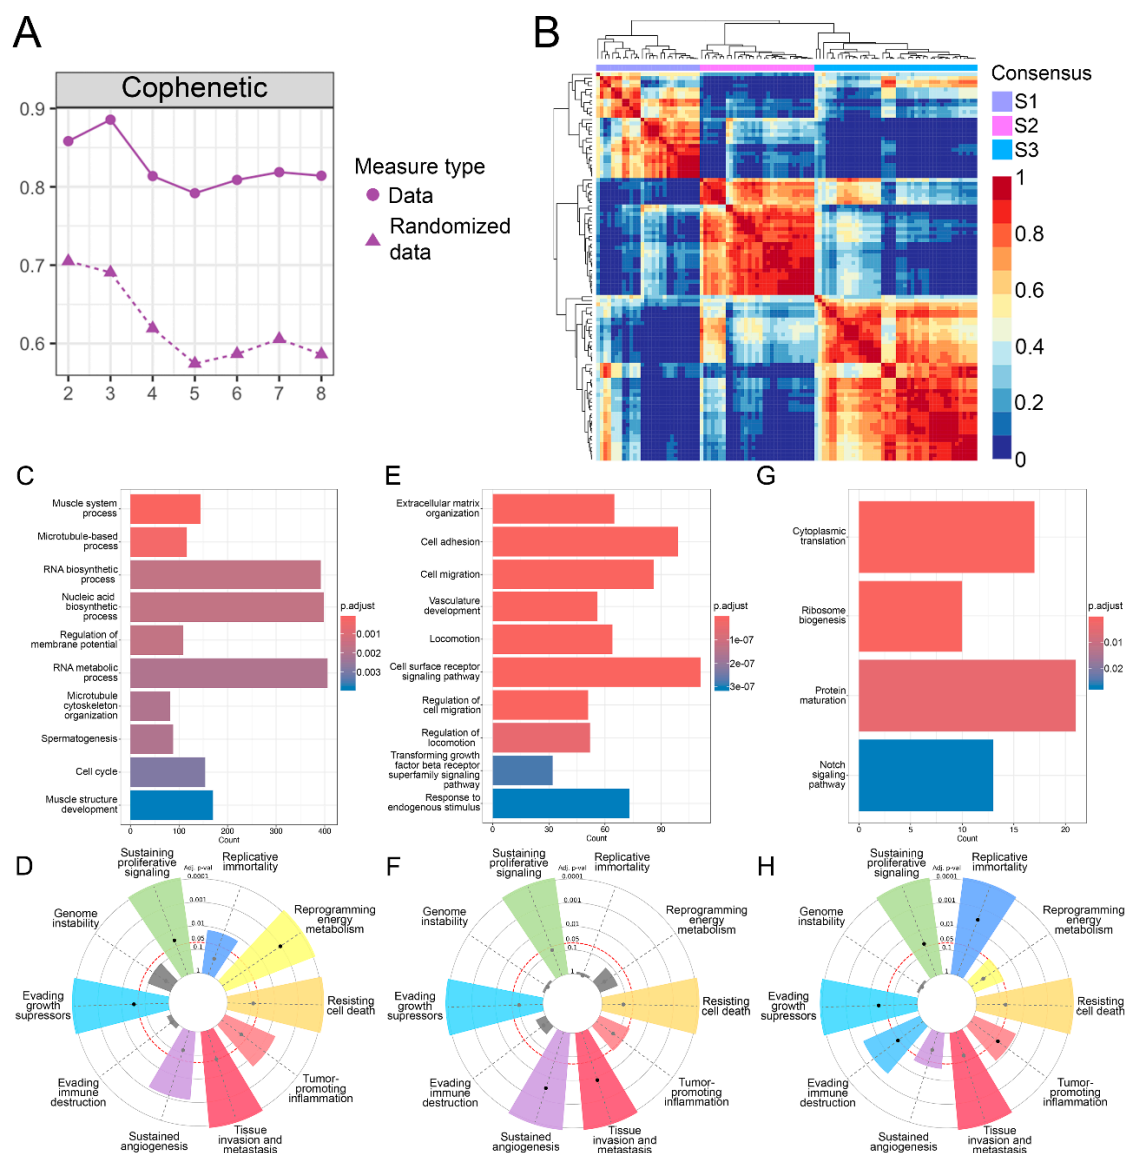 A
Cophenetic
0.9
0.8
0.7
0.6
2
3
4
5
6
7
8
Measure type
Data
Randomized
data
B
Consensus
S1
S2
S3
1
0.8
0.6
0.4
0.2
0
C
Muscle system
process
Microtubule-based
process
RNA biosynthetic
process
Nucleic acid
biosynthetic
process
Regulation of
membrane potential
RNA metabolic
process
Microtubule
cytoskeleton
organization
Spermatogenesis
Cell cycle
Muscle structure
development
0
100
200
300
400
Count
p.adjust
0.001
0.002
0.003
E
Extracellular matrix
organization
Cell adhesion
Cell migration
Vasculature
development
Locomotion
Cell surface receptor
signaling pathway
Regulation of
cell migration
Regulation of
locomotion
Transforming growth
factor beta receptor
superfamily signaling
pathway
Response to
endogenous stimulus
0
30
60
90
Count
p.adjust
1e-07
2e-07
3e-07
G
Cytoplasmic
translation
Ribosome
biogenesis
Protein
maturation
Notch
sigaling
pathway
0
5
10
15
20
Count
p.adjust
0.01
0.02
D
Sustaining
proliferative
signaling
Adj. p-val
0.0001
0.001
0.01
0.05
0.1
1
Replicative
immortality
Reprogramming
energy
metabolism
Resisting
cell death
Tumor-
promoting
inflammation
Tissue
invasion and
metastasis
Sustained
angiogenesis
Evading
immune
destruction
Evading
growth
supressors
Genome
instability
F
Sustaining
proliferative
signaling
Adj. p-val
0.0001
0.001
0.01
0.05
0.1
1
Replicative
immortality
Reprogramming
energy
metabolism
Resisting
cell death
Tumor-
promoting
inflammation
Tissue
invasion and
metastasis
Sustained
angiogenesis
Evading
immune
destruction
Evading
growth
supressors
Genome
instability
H
Sustaining
proliferative
signaling
Adj. p-val
0.0001
0.001
0.01
0.05
0.1
1
Replicative
immortality
Reprogramming
energy
metabolism
Resisting
cell death
Tumor-
promoting
inflammation
Tissue
invasion and
metastasis
Sustained
angiogenesis
Evading
immune
destruction
Evading
growth
supressors
Genome
instability